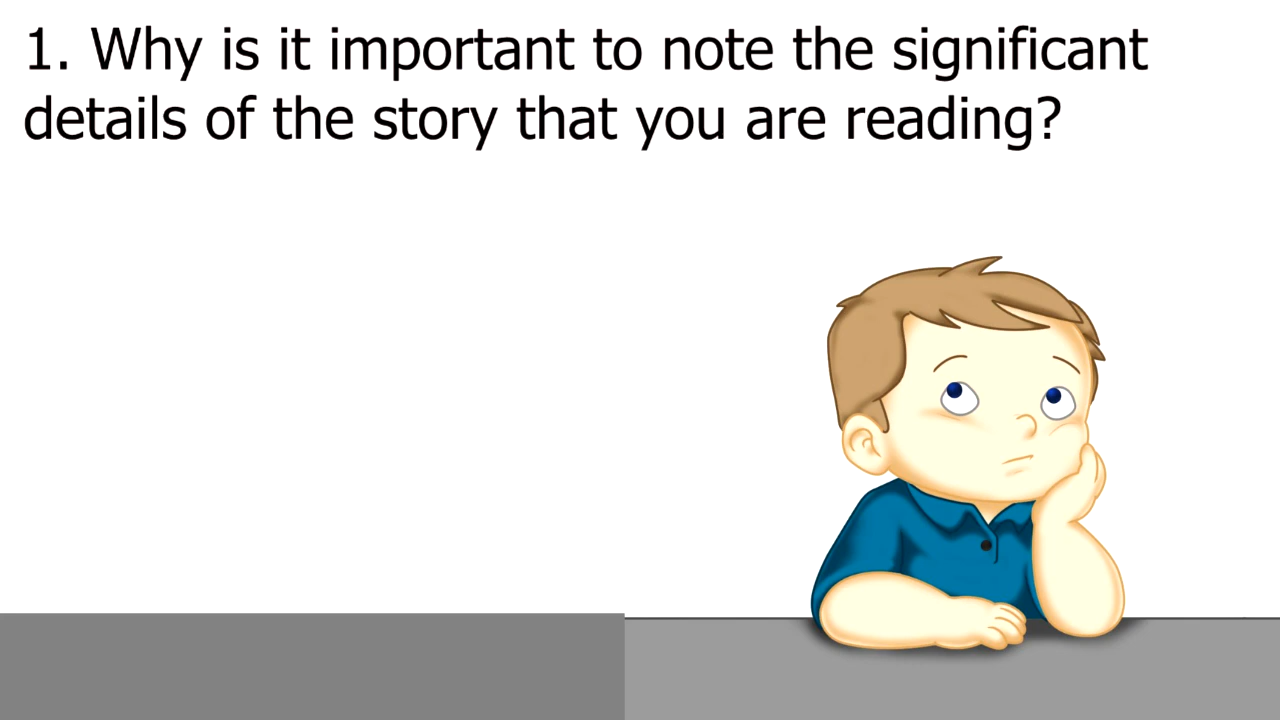 1. Why is it important to note the significant
details of the story that you are reading?